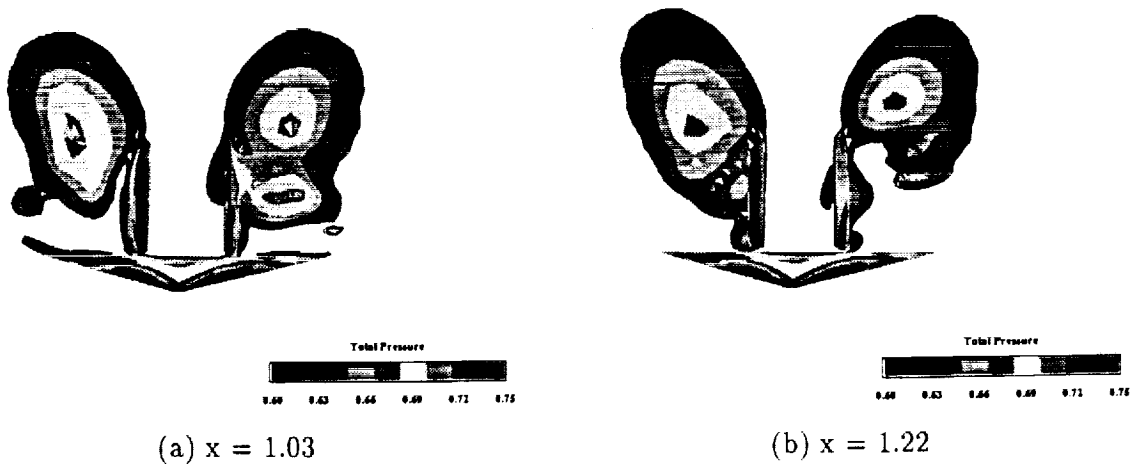 Total Pressure
0.60 0.63 0.66 0.69 0.72 0.75
(a) x = 1.03
Total Pressure
0.60 0.63 0.66 0.69 0.72 0.75
(b) x = 1.22